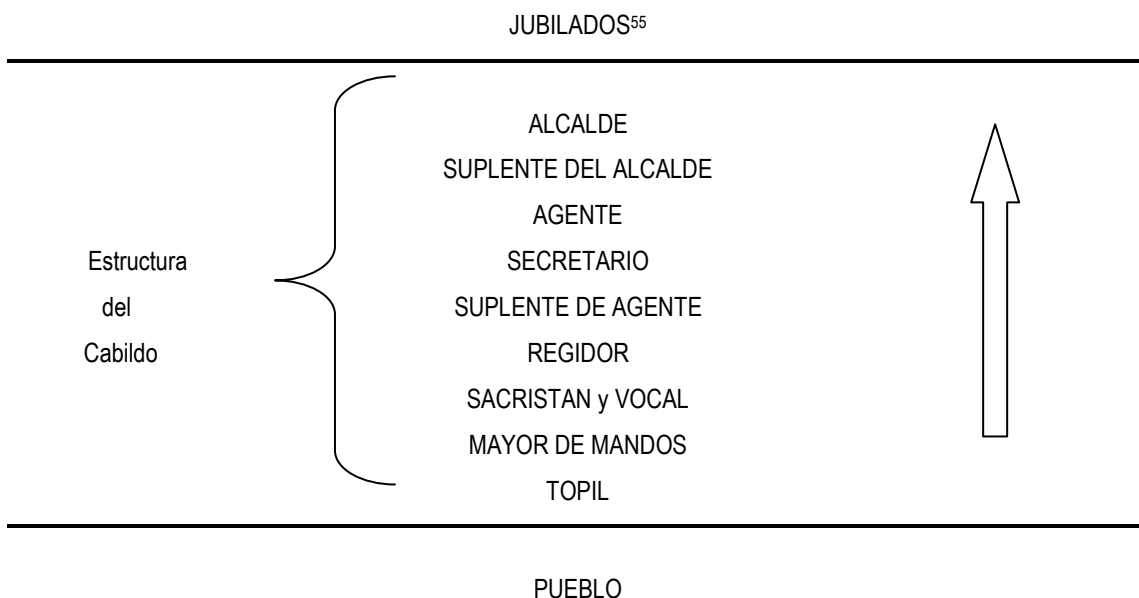 JUBILADOS55
ALCALDE
SUPLENTE DEL ALCALDE
AGENTE
Estructura
del
Cabildo
SECRETARIO
SUPLENTE DE AGENTE
REGIDOR
SACRISTAN y VOCAL
MAYOR DE MANDOS
TOPIL
PUEBLO